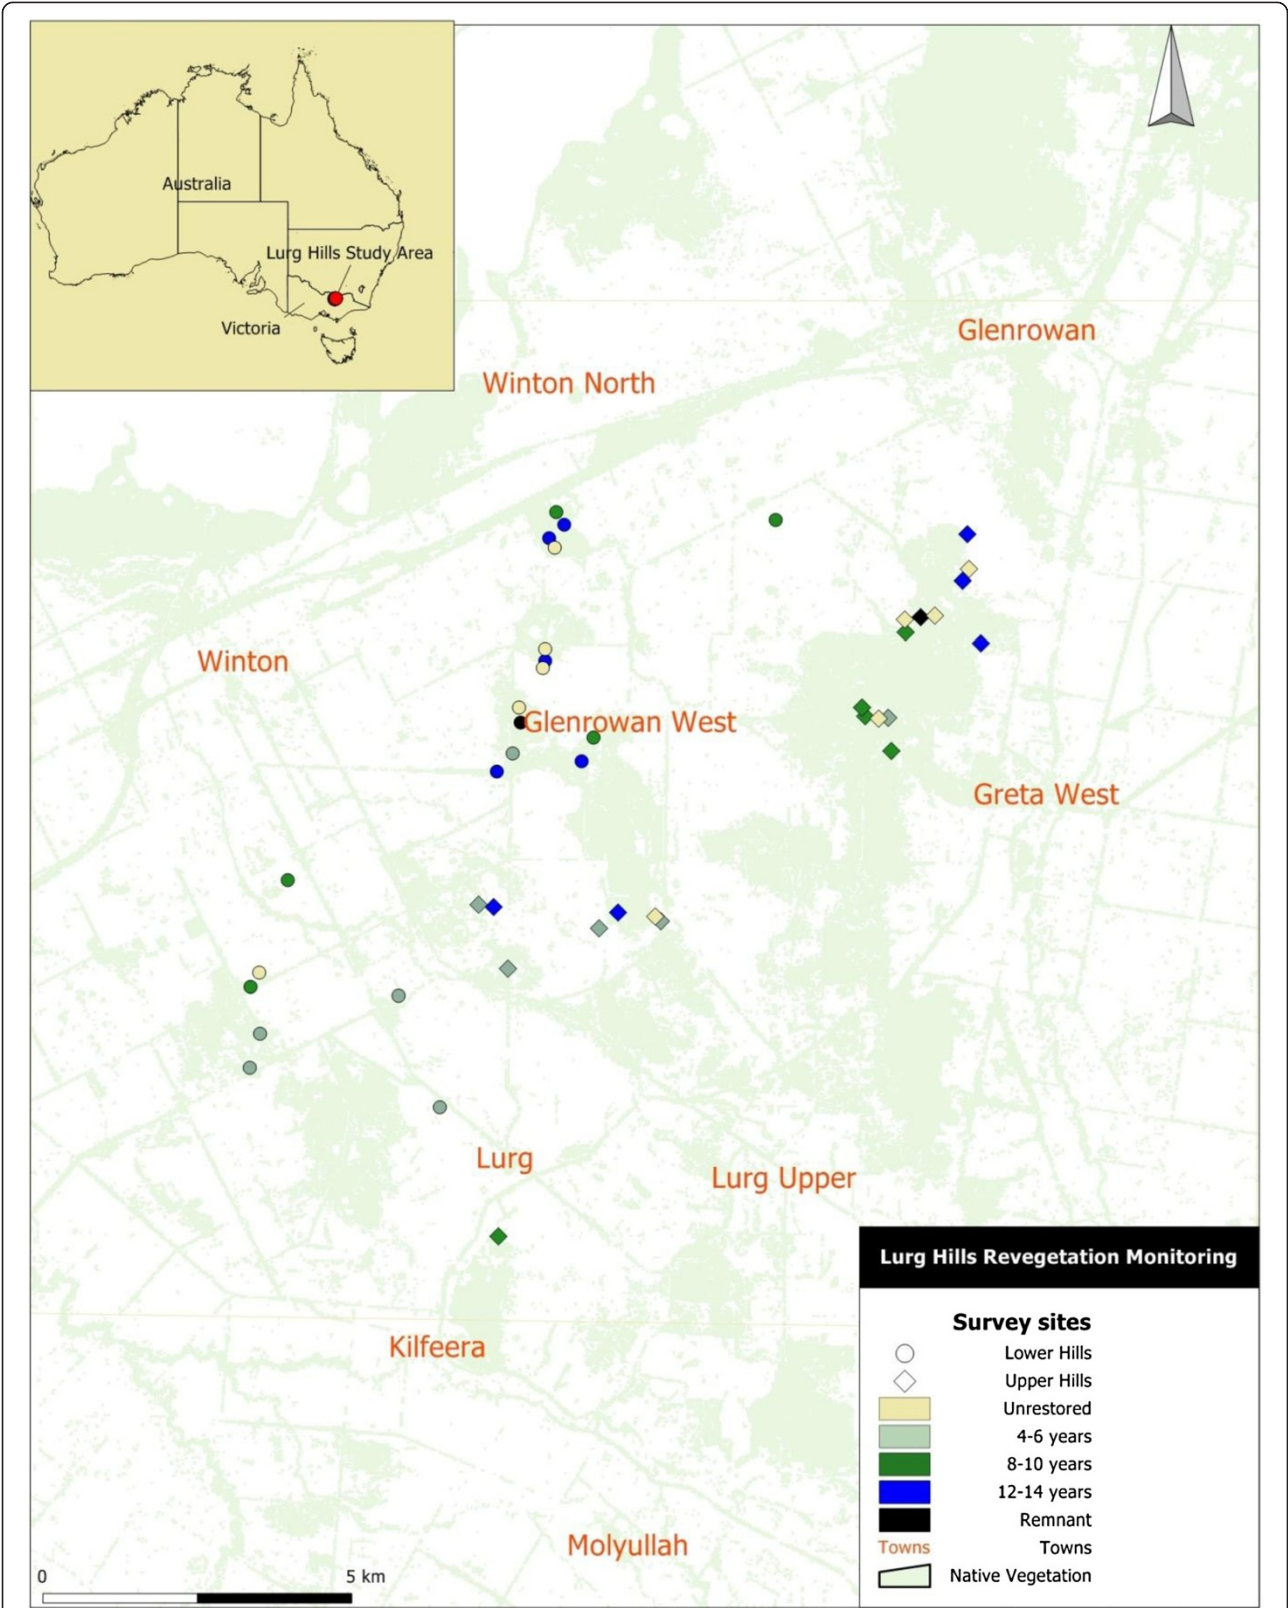 Australia
Lurg Hills Study Area
Victoria
Glenrowan
Winton North
Winton
Glenrowan West
Greta West
Lurg
Lurg Upper
Kilfeera
Molyullah
0 5 km
Lurg Hills Revegetation Monitoring
Survey sites
Lower Hills
Upper Hills
Unrestored
4-6 years
8-10 years
12-14 years
Remnant
Towns Towns
Native Vegetation